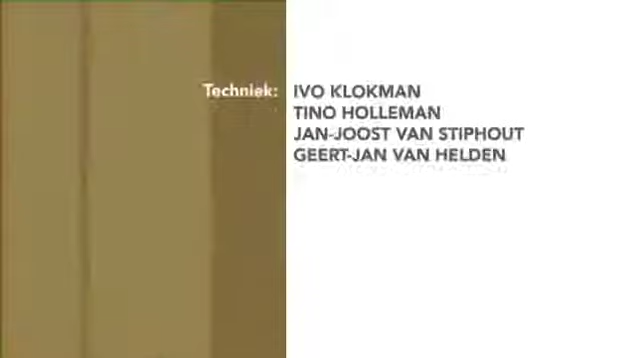 Techniek: IVO KLOKMAN
TINO HOLLEMAN
JAN-JOOST VAN STIPHOUT
GEERT-JAN VAN HELDEN